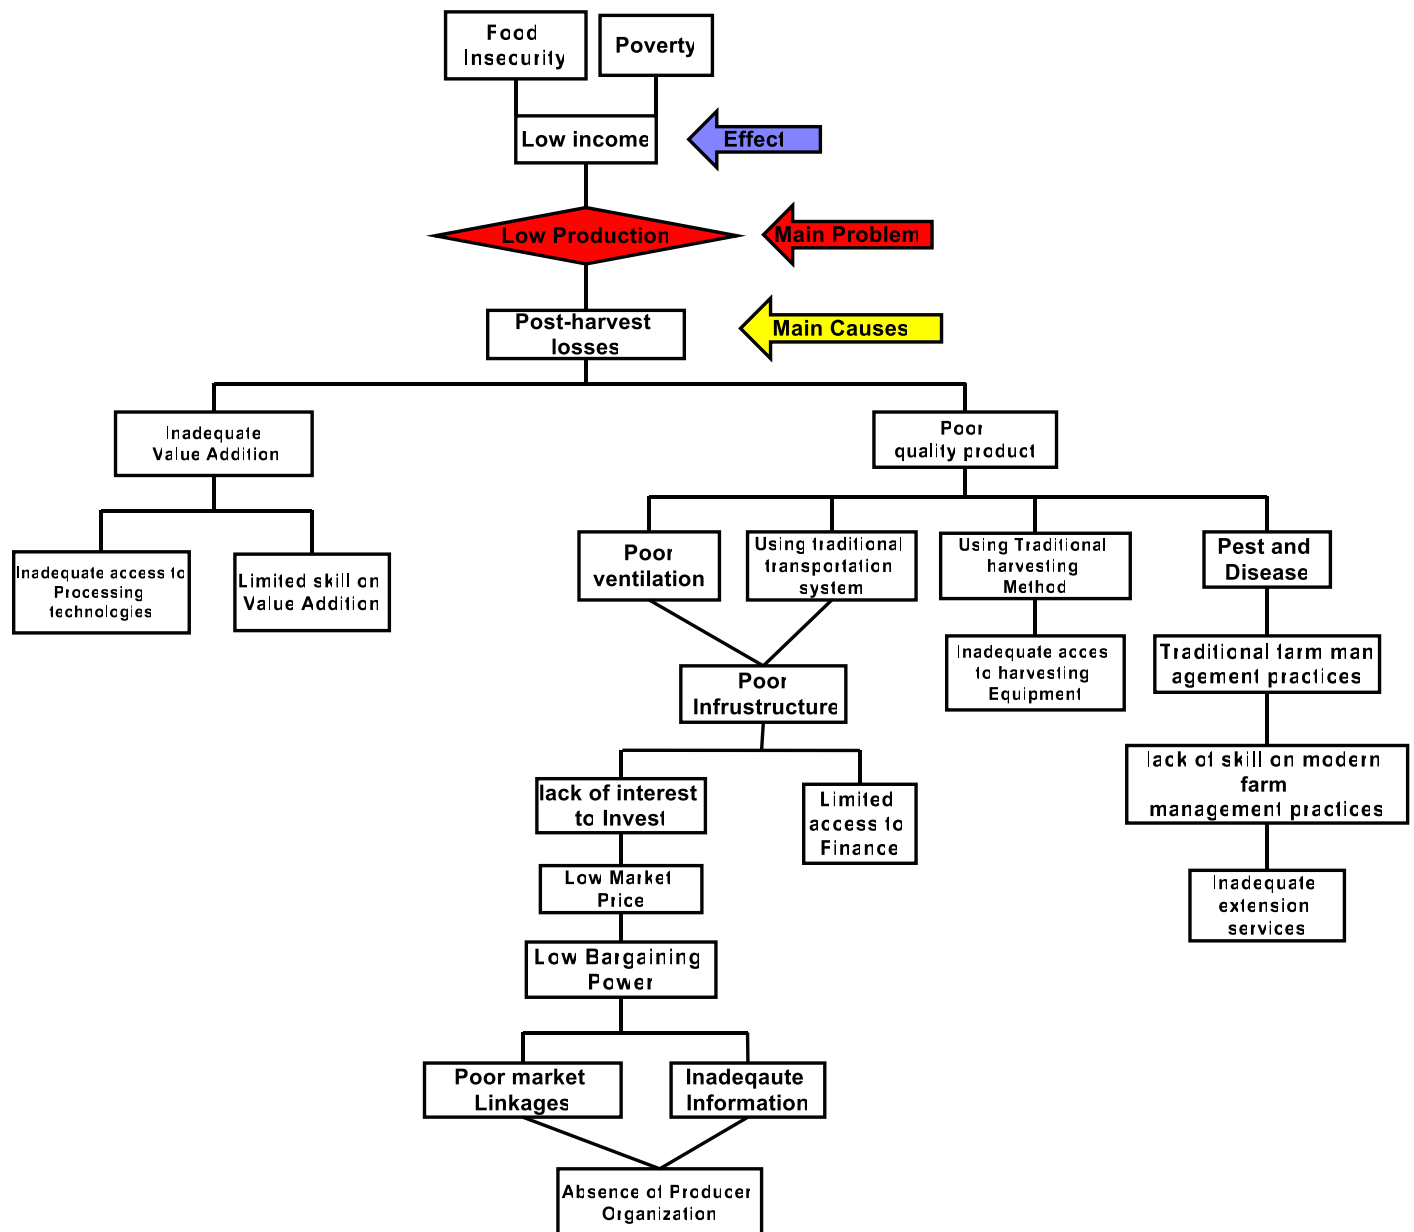 Food
Insecurity
Poverty
Low income
Effect
Low Production
Main Problem
Post-harvest
losses
Main Causes
Inadequate
Value Addition
Poor
quality product
Inadequate access to
Processing
technologies
Limited skill on
Value Addition
Poor
ventilation
Using traditional
transportation
system
Using Traditional
harvesting
Method
Pest and
Disease
Poor
Infrustructure
Inadequate acces
to harvesting
Equipment
Traditional farm man
agement practices
lack of interest
to Invest
Limited
access to
Finance
lack of skill on modern
farm
management practices
Low Market
Price
Inadequate
extension
services
Low Bargaining
Power
Poor market
Linkages
Inadeqaute
Information
Absence of Producer
Organization